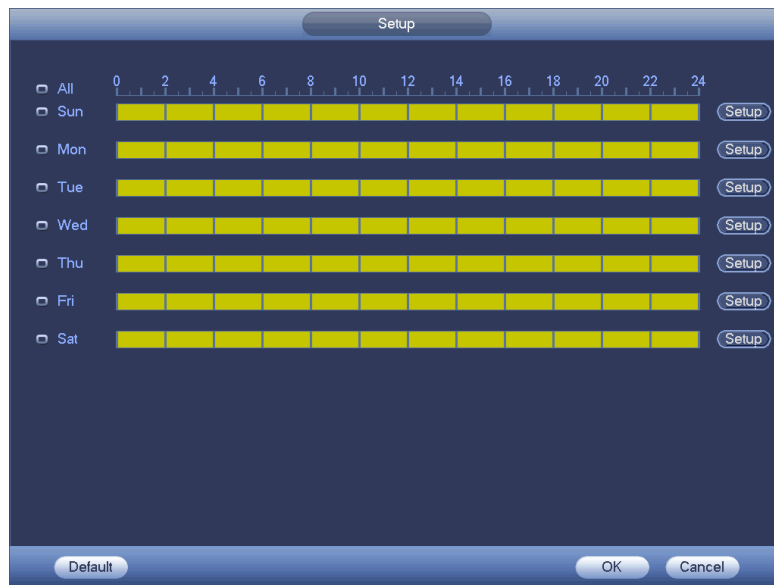 Setup
All 0 2 4 6 8 10 12 14 16 18 20 22 24
Sun Setup
Mon Setup
Tue Setup
Wed Setup
Thu Setup
Fri Setup
Sat Setup
Default OK Cancel